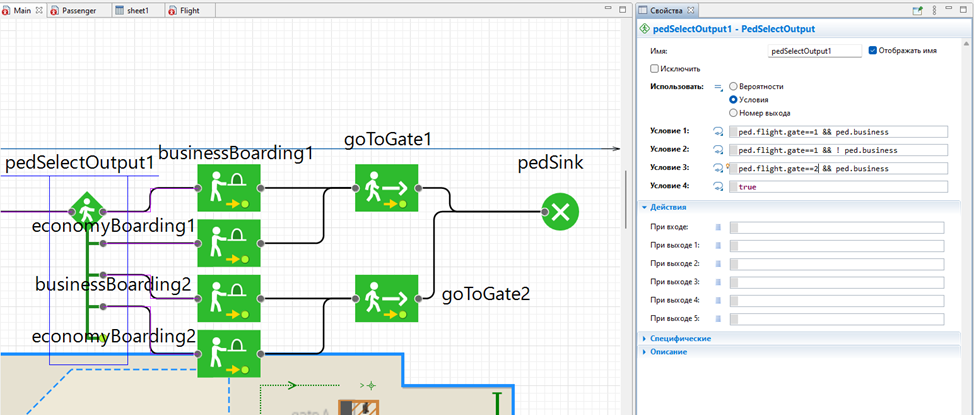 Main
Passenger
sheet1
Flight
pedSelectOutput1
businessBoarding1
goToGate1
pedSink
economyBoarding1
businessBoarding2
goToGate2
economyBoarding2
gate A
Свойства
pedSelectOutput1 - PedSelectOutput
Имя:
pedSelectOutput1
Отображать имя
Исключить
Использовать:
Вероятности
Условия
Номер выхода
Условие 1:
ped.flight.gate==1 && ped.business
Условие 2:
ped.flight.gate==1 && ! ped.business
Условие 3:
ped.flight.gate==2 && ped.business
Условие 4:
true
Действия
При входе:
При выходе 1:
При выходе 2:
При выходе 3:
При выходе 4:
При выходе 5:
Специфические
Описание